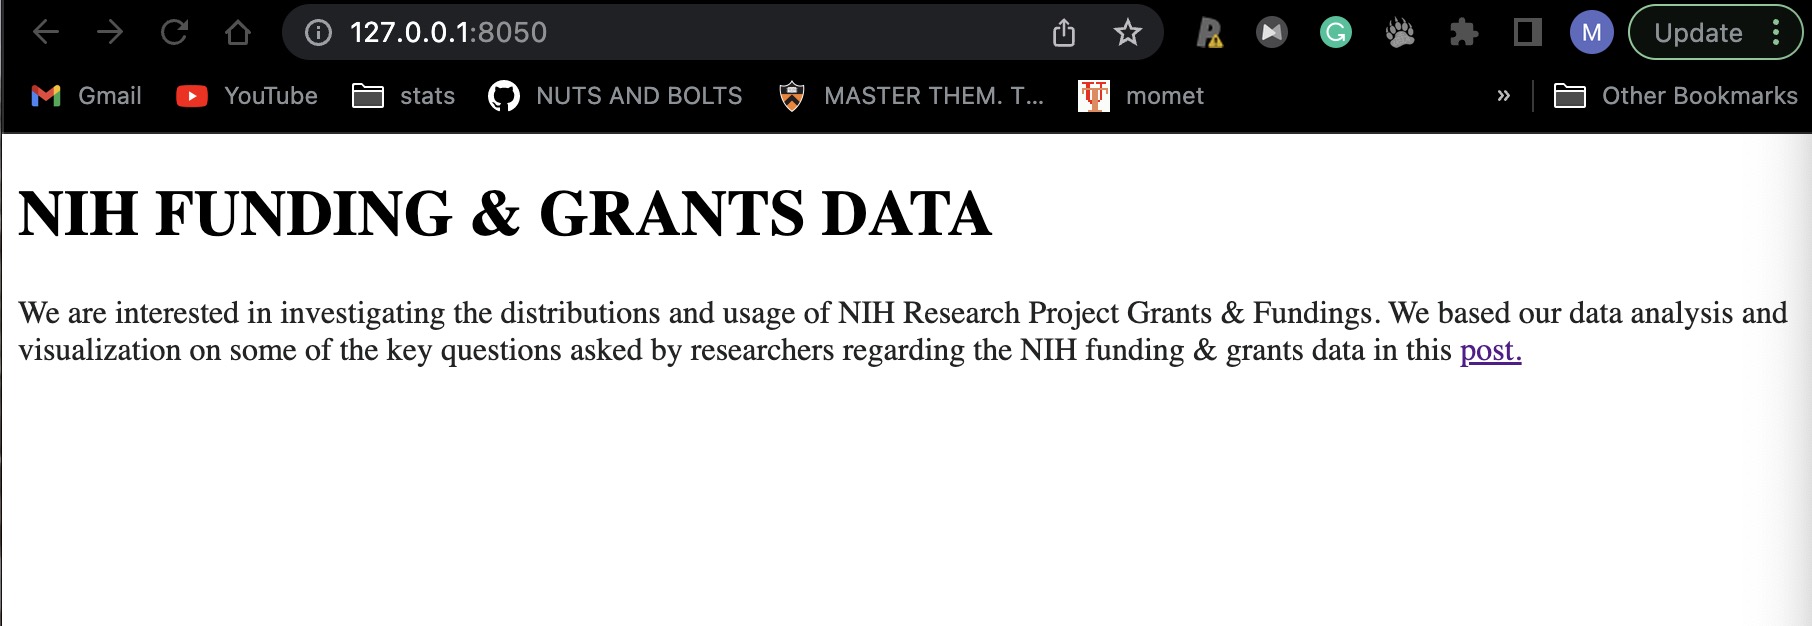 127.0.0.1:8050
M
Update
Gmail YouTube stats NUTS AND BOLTS MASTER THEM. T... momet » Other Bookmarks
NIH FUNDING & GRANTS DATA
We are interested in investigating the distributions and usage of NIH Research Project Grants & Fundings. We based our data analysis and
visualization on some of the key questions asked by researchers regarding the NIH funding & grants data in this post.